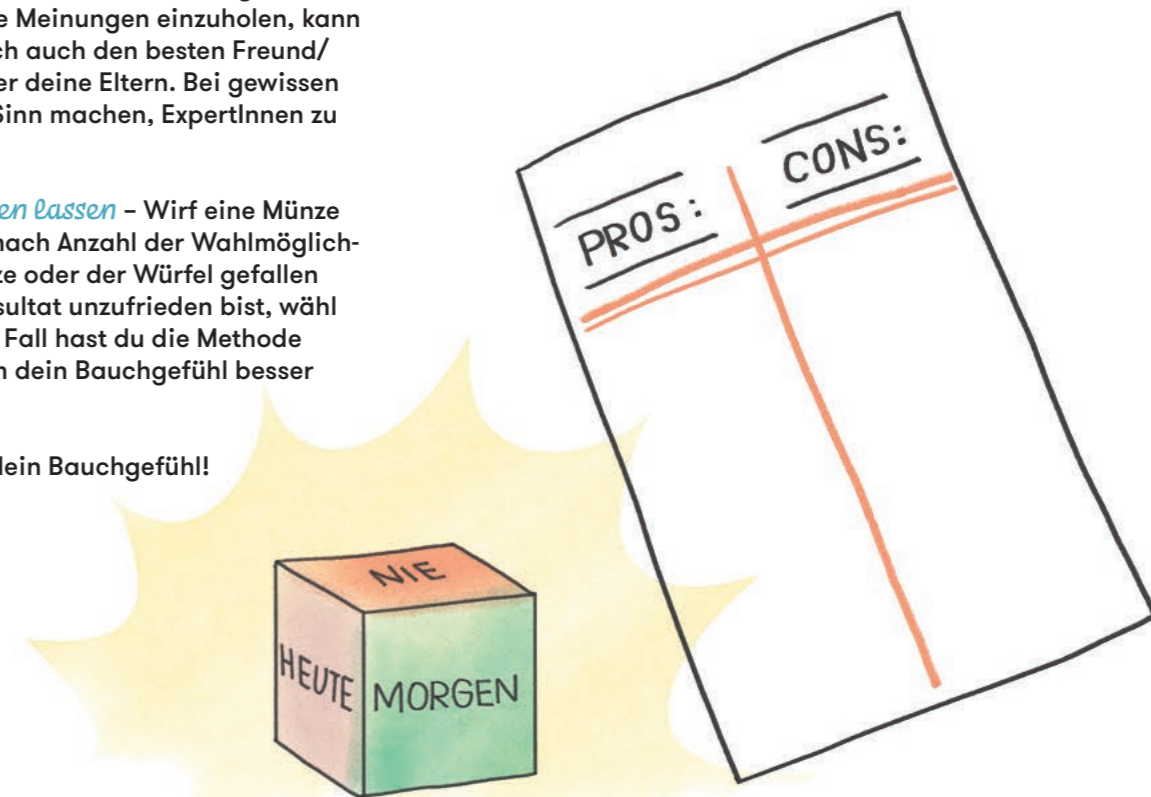 e Meinungen einzuholen, kann
ch auch den besten Freund/
er deine Eltern. Bei gewissen
Sinn machen, ExpertInnen zu
en lassen – Wirf eine Münze
nach Anzahl der Wahlmöglich-
ze oder der Würfel gefallen
sultat unzufrieden bist, wähl
Fall hast du die Methode
n dein Bauchgefühl besser
dein Bauchgefühl!
PROS:
CONS:
NIE
HEUTE
MORGEN